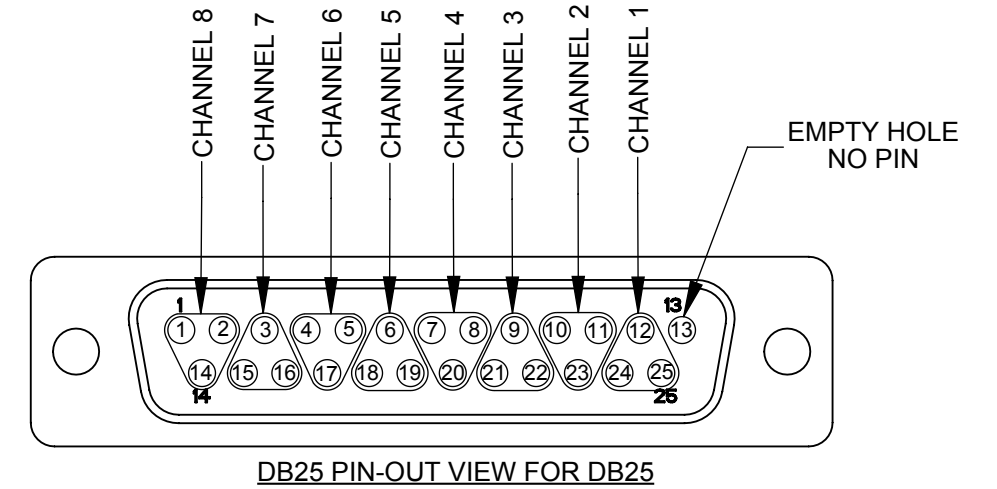 CHANNEL 8
CHANNEL 7
CHANNEL 6
CHANNEL 5
CHANNEL 4
CHANNEL 3
CHANNEL 2
CHANNEL 1
EMPTY HOLE
NO PIN
1 13
1 2 3 4 5 6 7 8 9 10 11 12 13
14 15 16 17 18 19 20 21 22 23 24 25
14 25
DB25 PIN-OUT VIEW FOR DB25